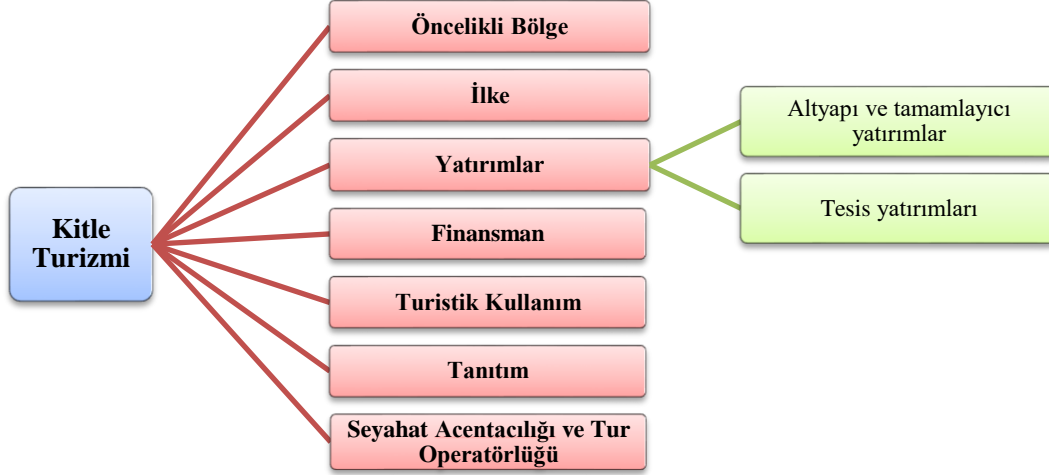 Kitle
Turizmi
Öncelikli Bölge
İlke
Yatırımlar
Finansman
Turistik Kullanım
Tanıtım
Seyahat Acentacılığı ve Tur
Operatörlüğü
Altyapı ve tamamlayıcı
yatırımlar
Tesis yatırımları